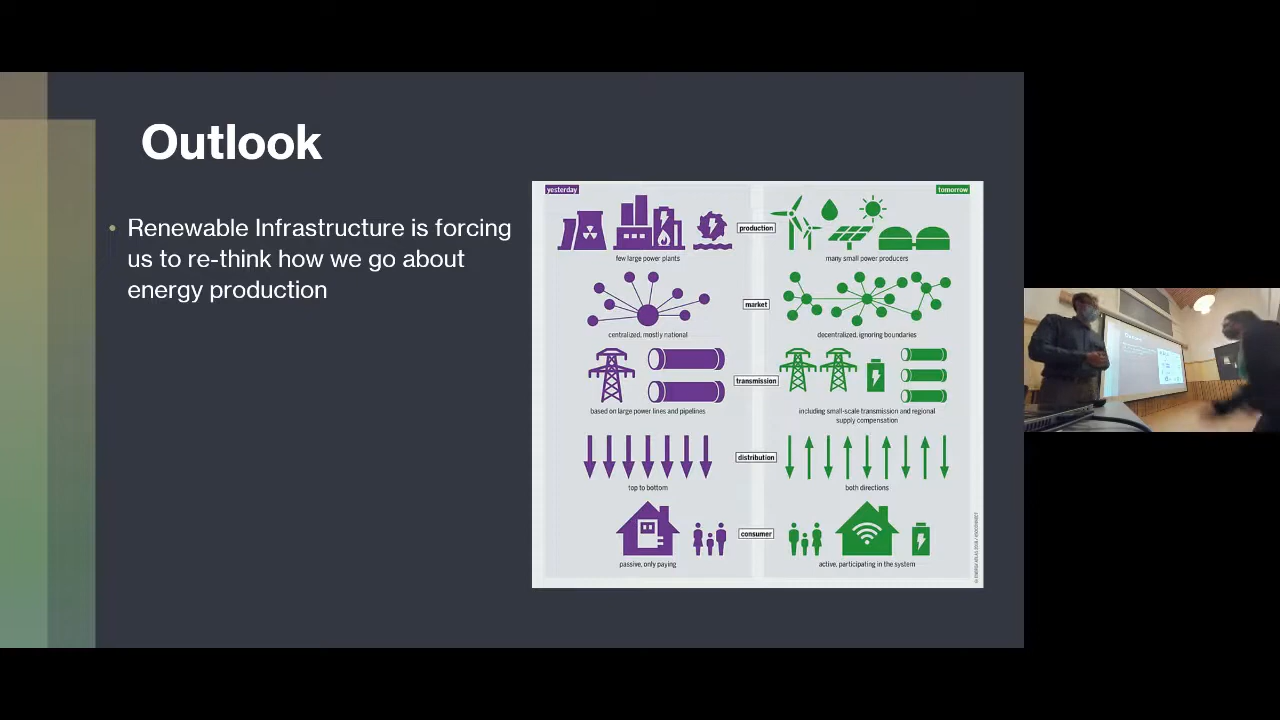 Outlook
• Renewable Infrastructure is forcing
us to re-think how we go about
energy production
yesterday
tomorrow
production
few large power plants
many small power producers
market
centralized, mostly national
decentralized, ignoring boundaries
transmission
based on large power lines and pipelines
including small-scale transmission and regional
supply compensation
distribution
top to bottom
both directions
consumer
passive, only paying
active, participating in the system